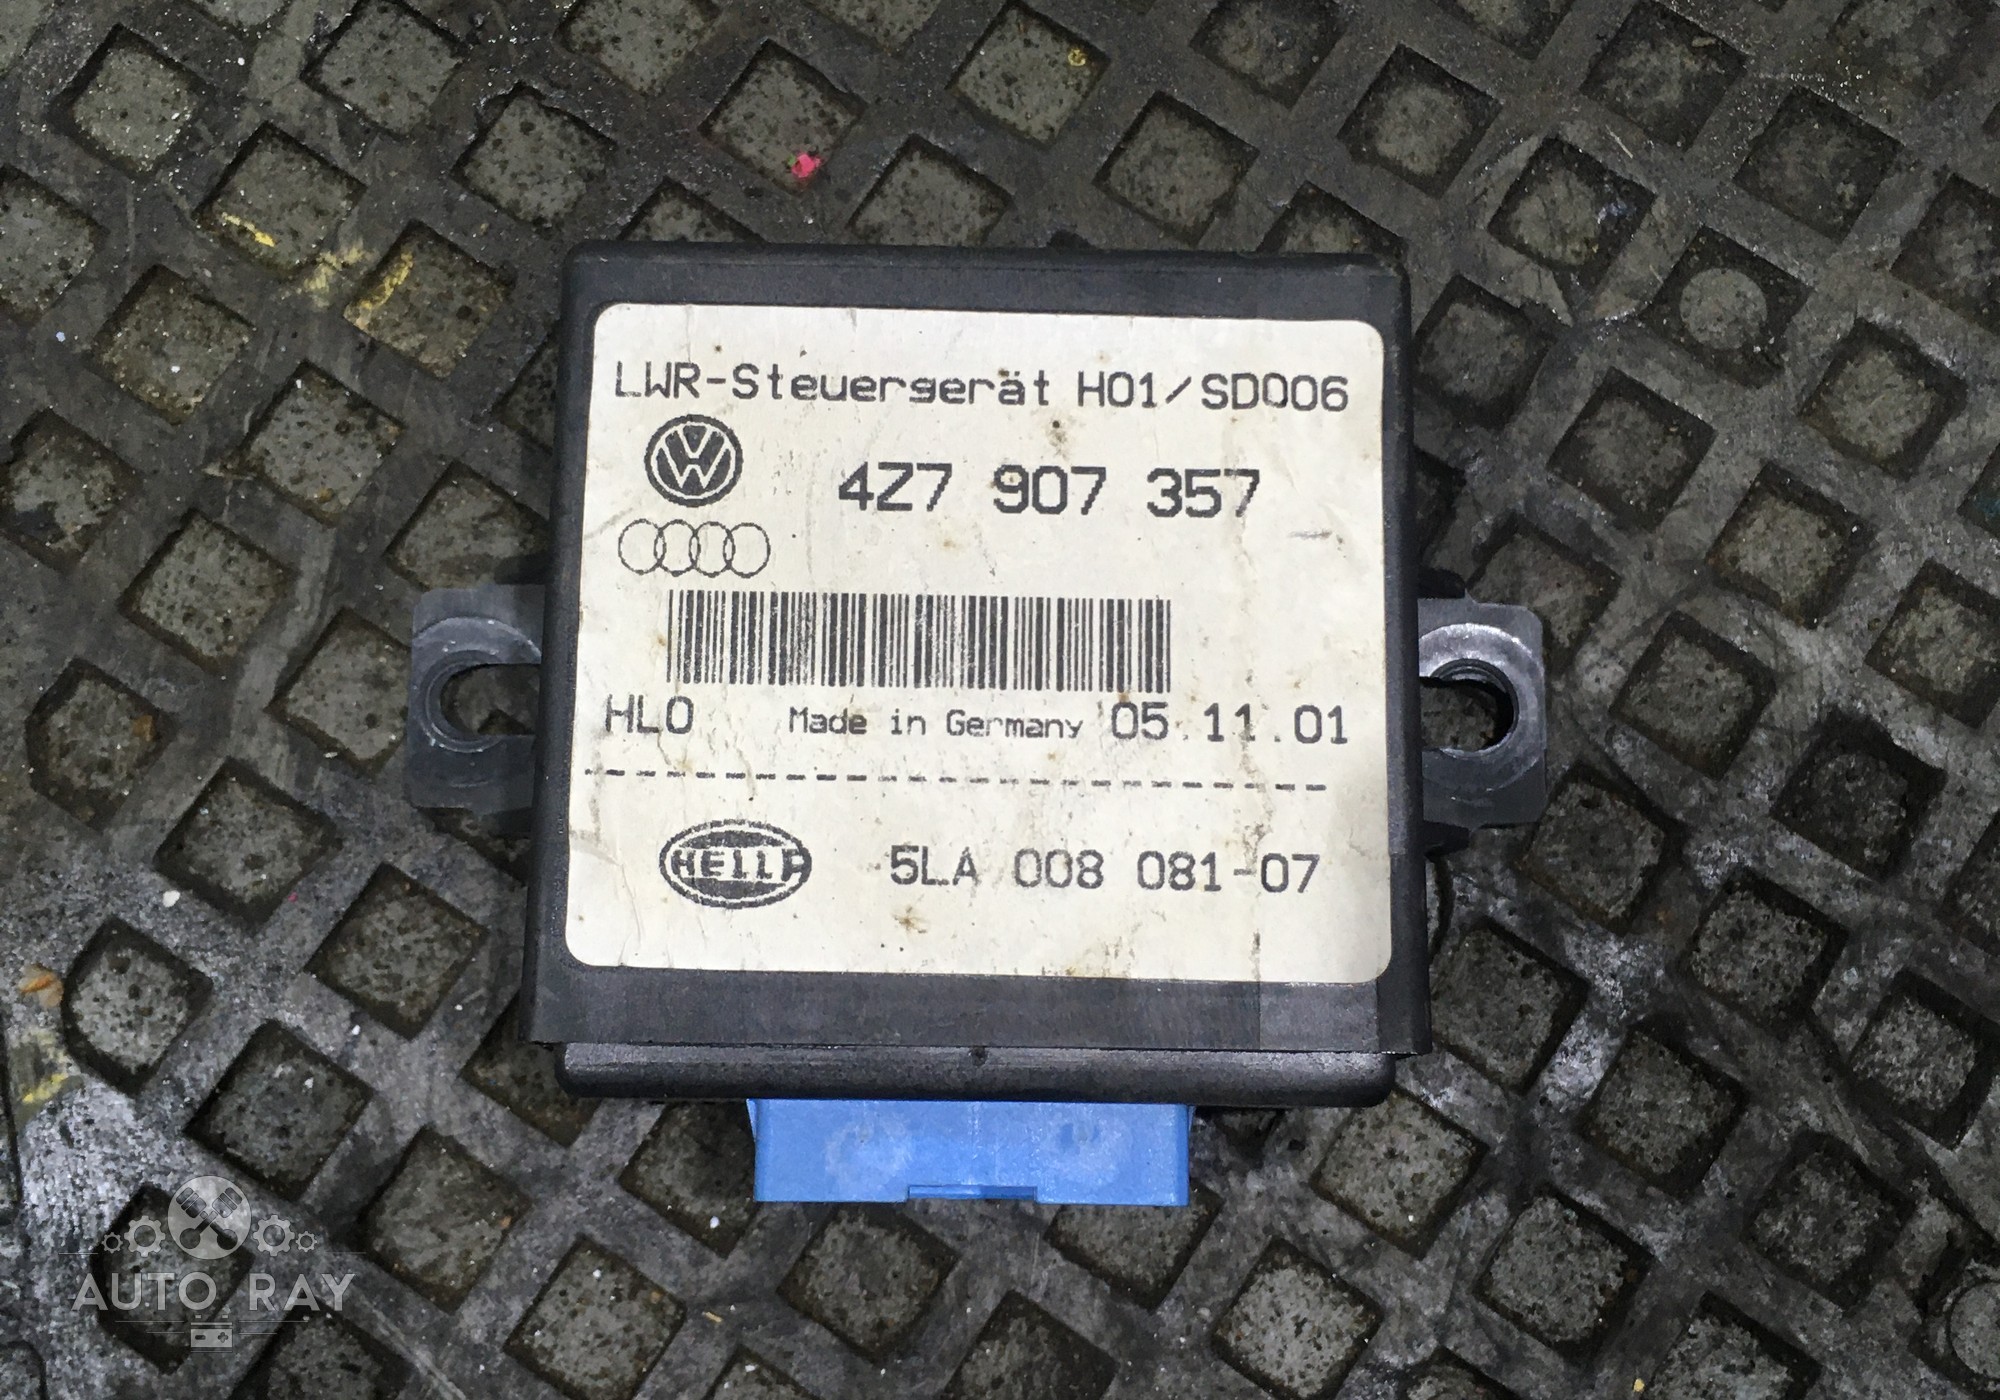 LWR-Steuergerät H01/SD006
4Z7 907 357
HLO Made in Germany 05.11.01
HELLA 5LA 008 081-07
AUTO RAY